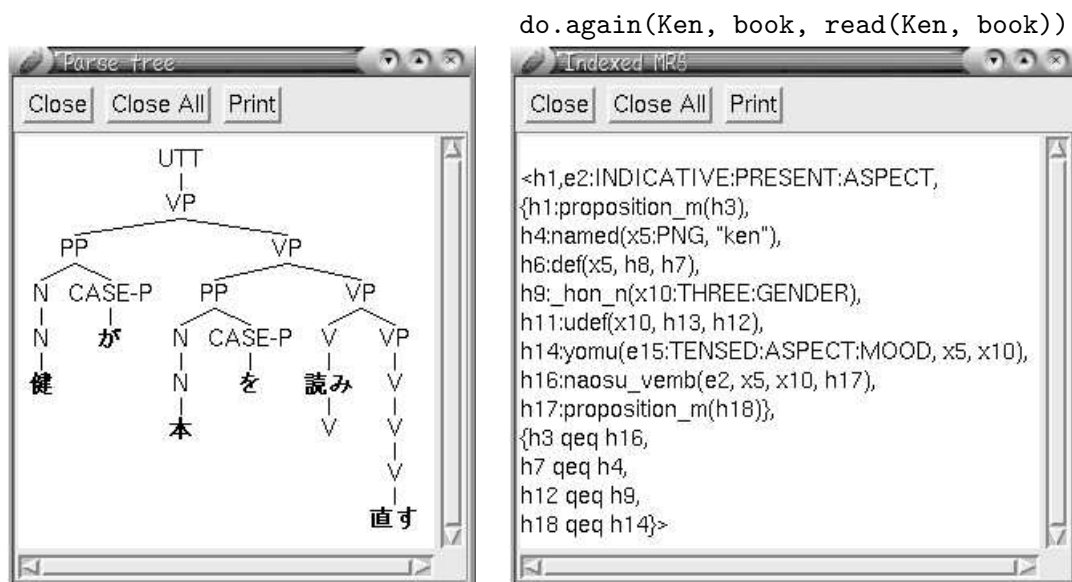 do.again(Ken, book, read(Ken, book))
Parse tree
Close Close All Print
UTT
VP
PP VP
N CASE-P PP VP
N が N CASE-P V VP
健 N を 読み V
本 V V
V
直す
Indexed MRS
Close Close All Print
<h1,e2:INDICATIVE:PRESENT:ASPECT,
{h1:proposition_m(h3),
h4:named(x5:PNG, "ken"),
h6:def(x5, h8, h7),
h9:_hon_n(x10:THREE:GENDER),
h11:udef(x10, h13, h12),
h14:yomu(e15:TENSED:ASPECT:MOOD, x5, x10),
h16:naosu_vemb(e2, x5, x10, h17),
h17:proposition_m(h18)},
{h3 qeq h16,
h7 qeq h4,
h12 qeq h9,
h18 qeq h14}>